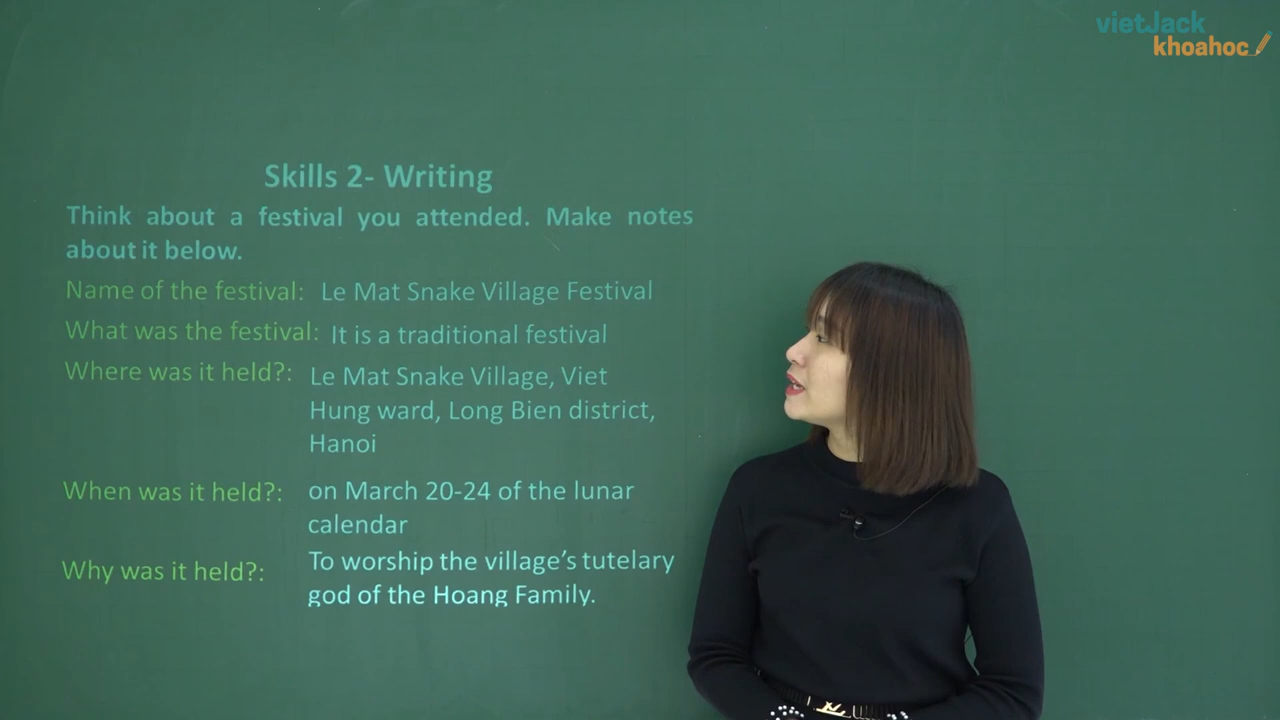 vietJack
khoahoc
Skills 2- Writing
Think about a festival you attended. Make notes
about it below.
Name of the festival: Le Mat Snake Village Festival
What was the festival: It is a traditional festival
Where was it held?: Le Mat Snake Village, Viet
Hung ward, Long Bien district,
Hanoi
When was it held?: on March 20-24 of the lunar
calendar
Why was it held?: To worship the village's tutelary
god of the Hoang Family.